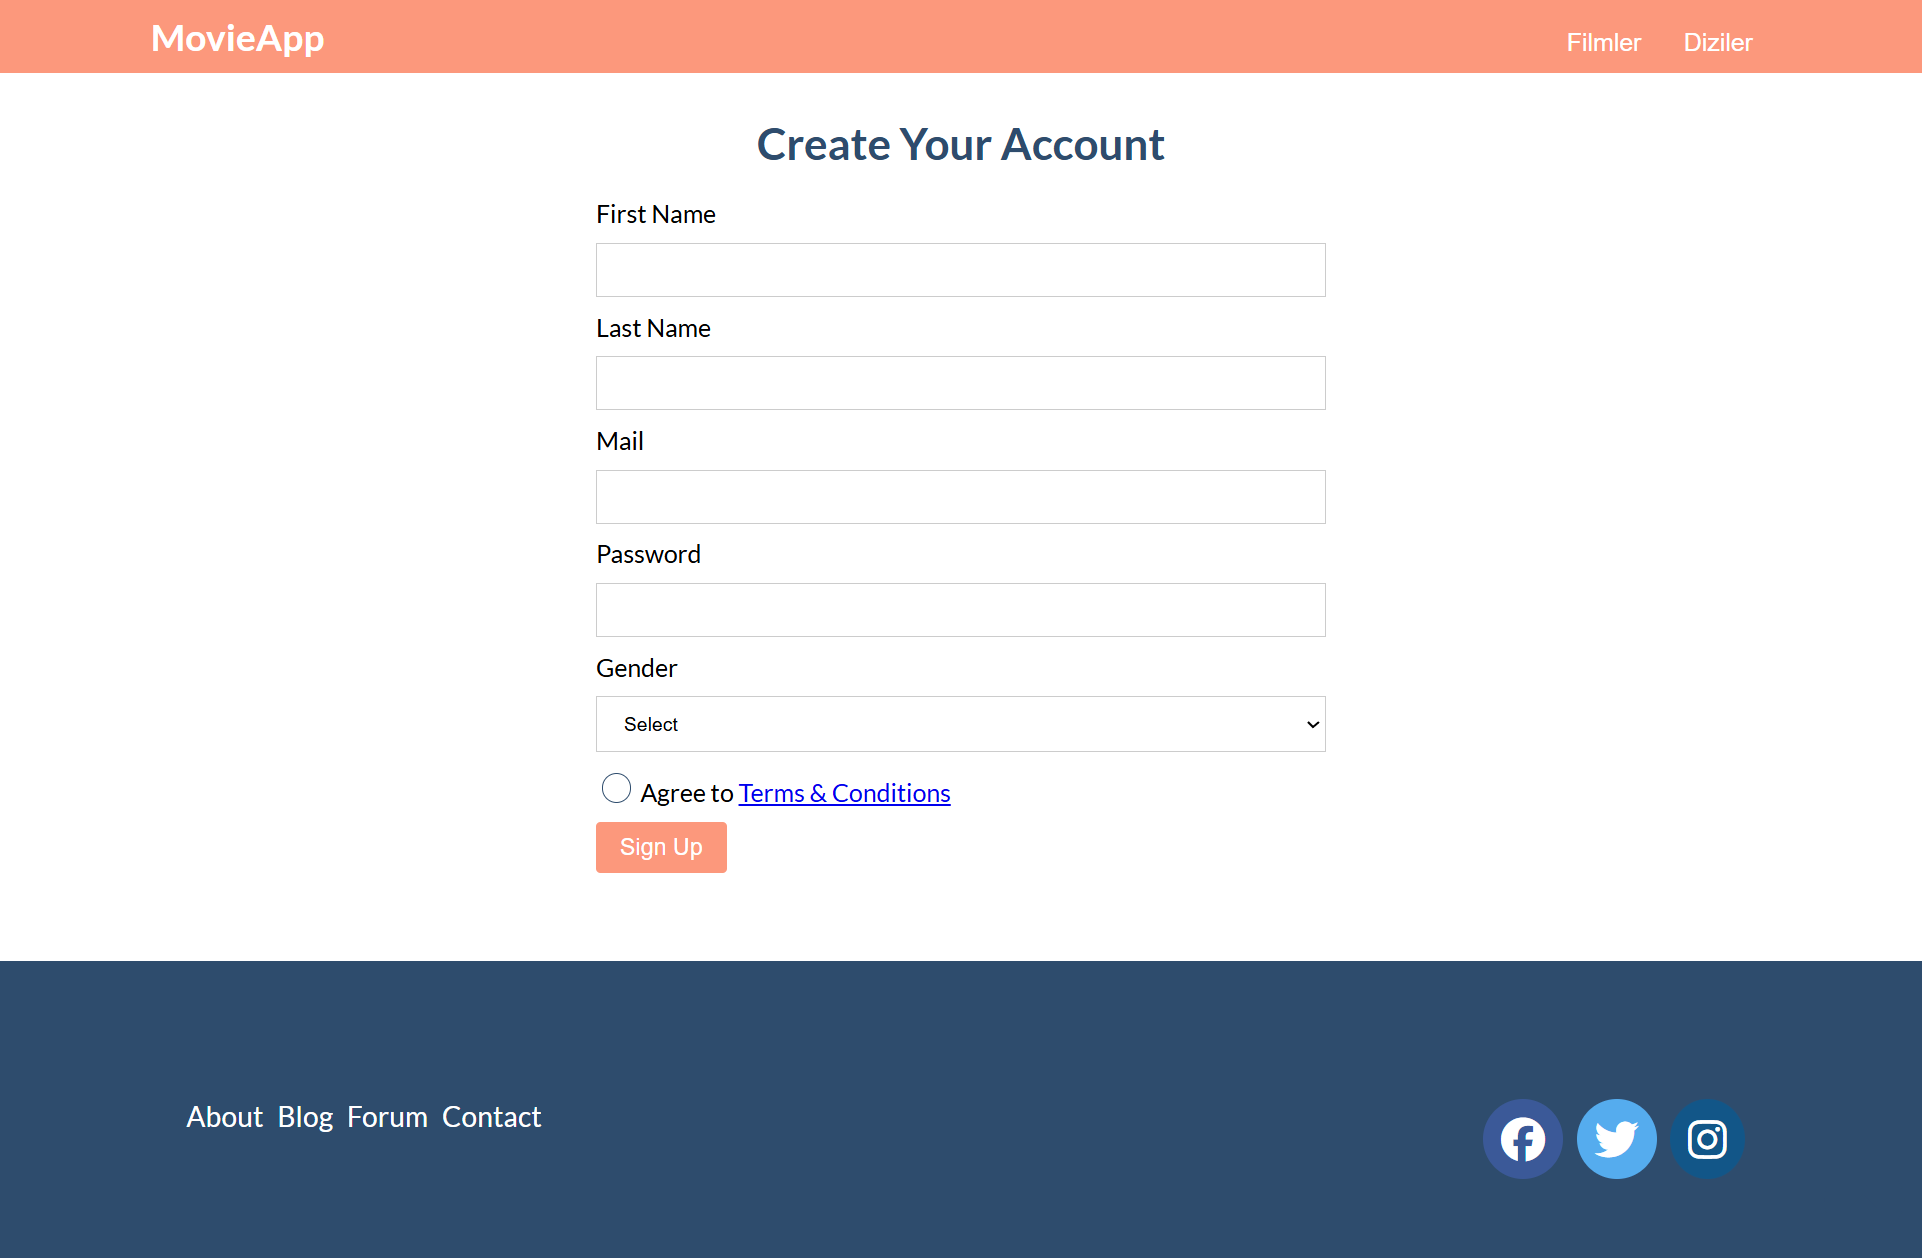 MovieApp Filmler Diziler
Create Your Account
First Name
Last Name
Mail
Password
Gender
Select
Agree to Terms & Conditions
Sign Up
About Blog Forum Contact